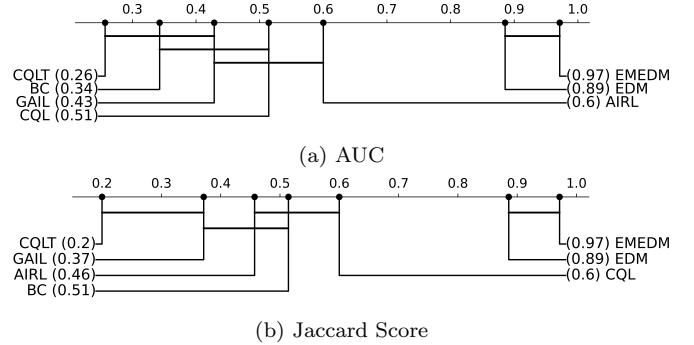 0.3 0.4 0.5 0.6 0.7 0.8 0.9 1.0
CQLT (0.26) (0.97) EMEDM
BC (0.34) (0.89) EDM
GAIL (0.43) (0.6) AIRL
CQL (0.51)
(a) AUC
0.2 0.3 0.4 0.5 0.6 0.7 0.8 0.9 1.0
CQLT (0.2) (0.97) EMEDM
GAIL (0.37) (0.89) EDM
AIRL (0.46) (0.6) CQL
BC (0.51)
(b) Jaccard Score